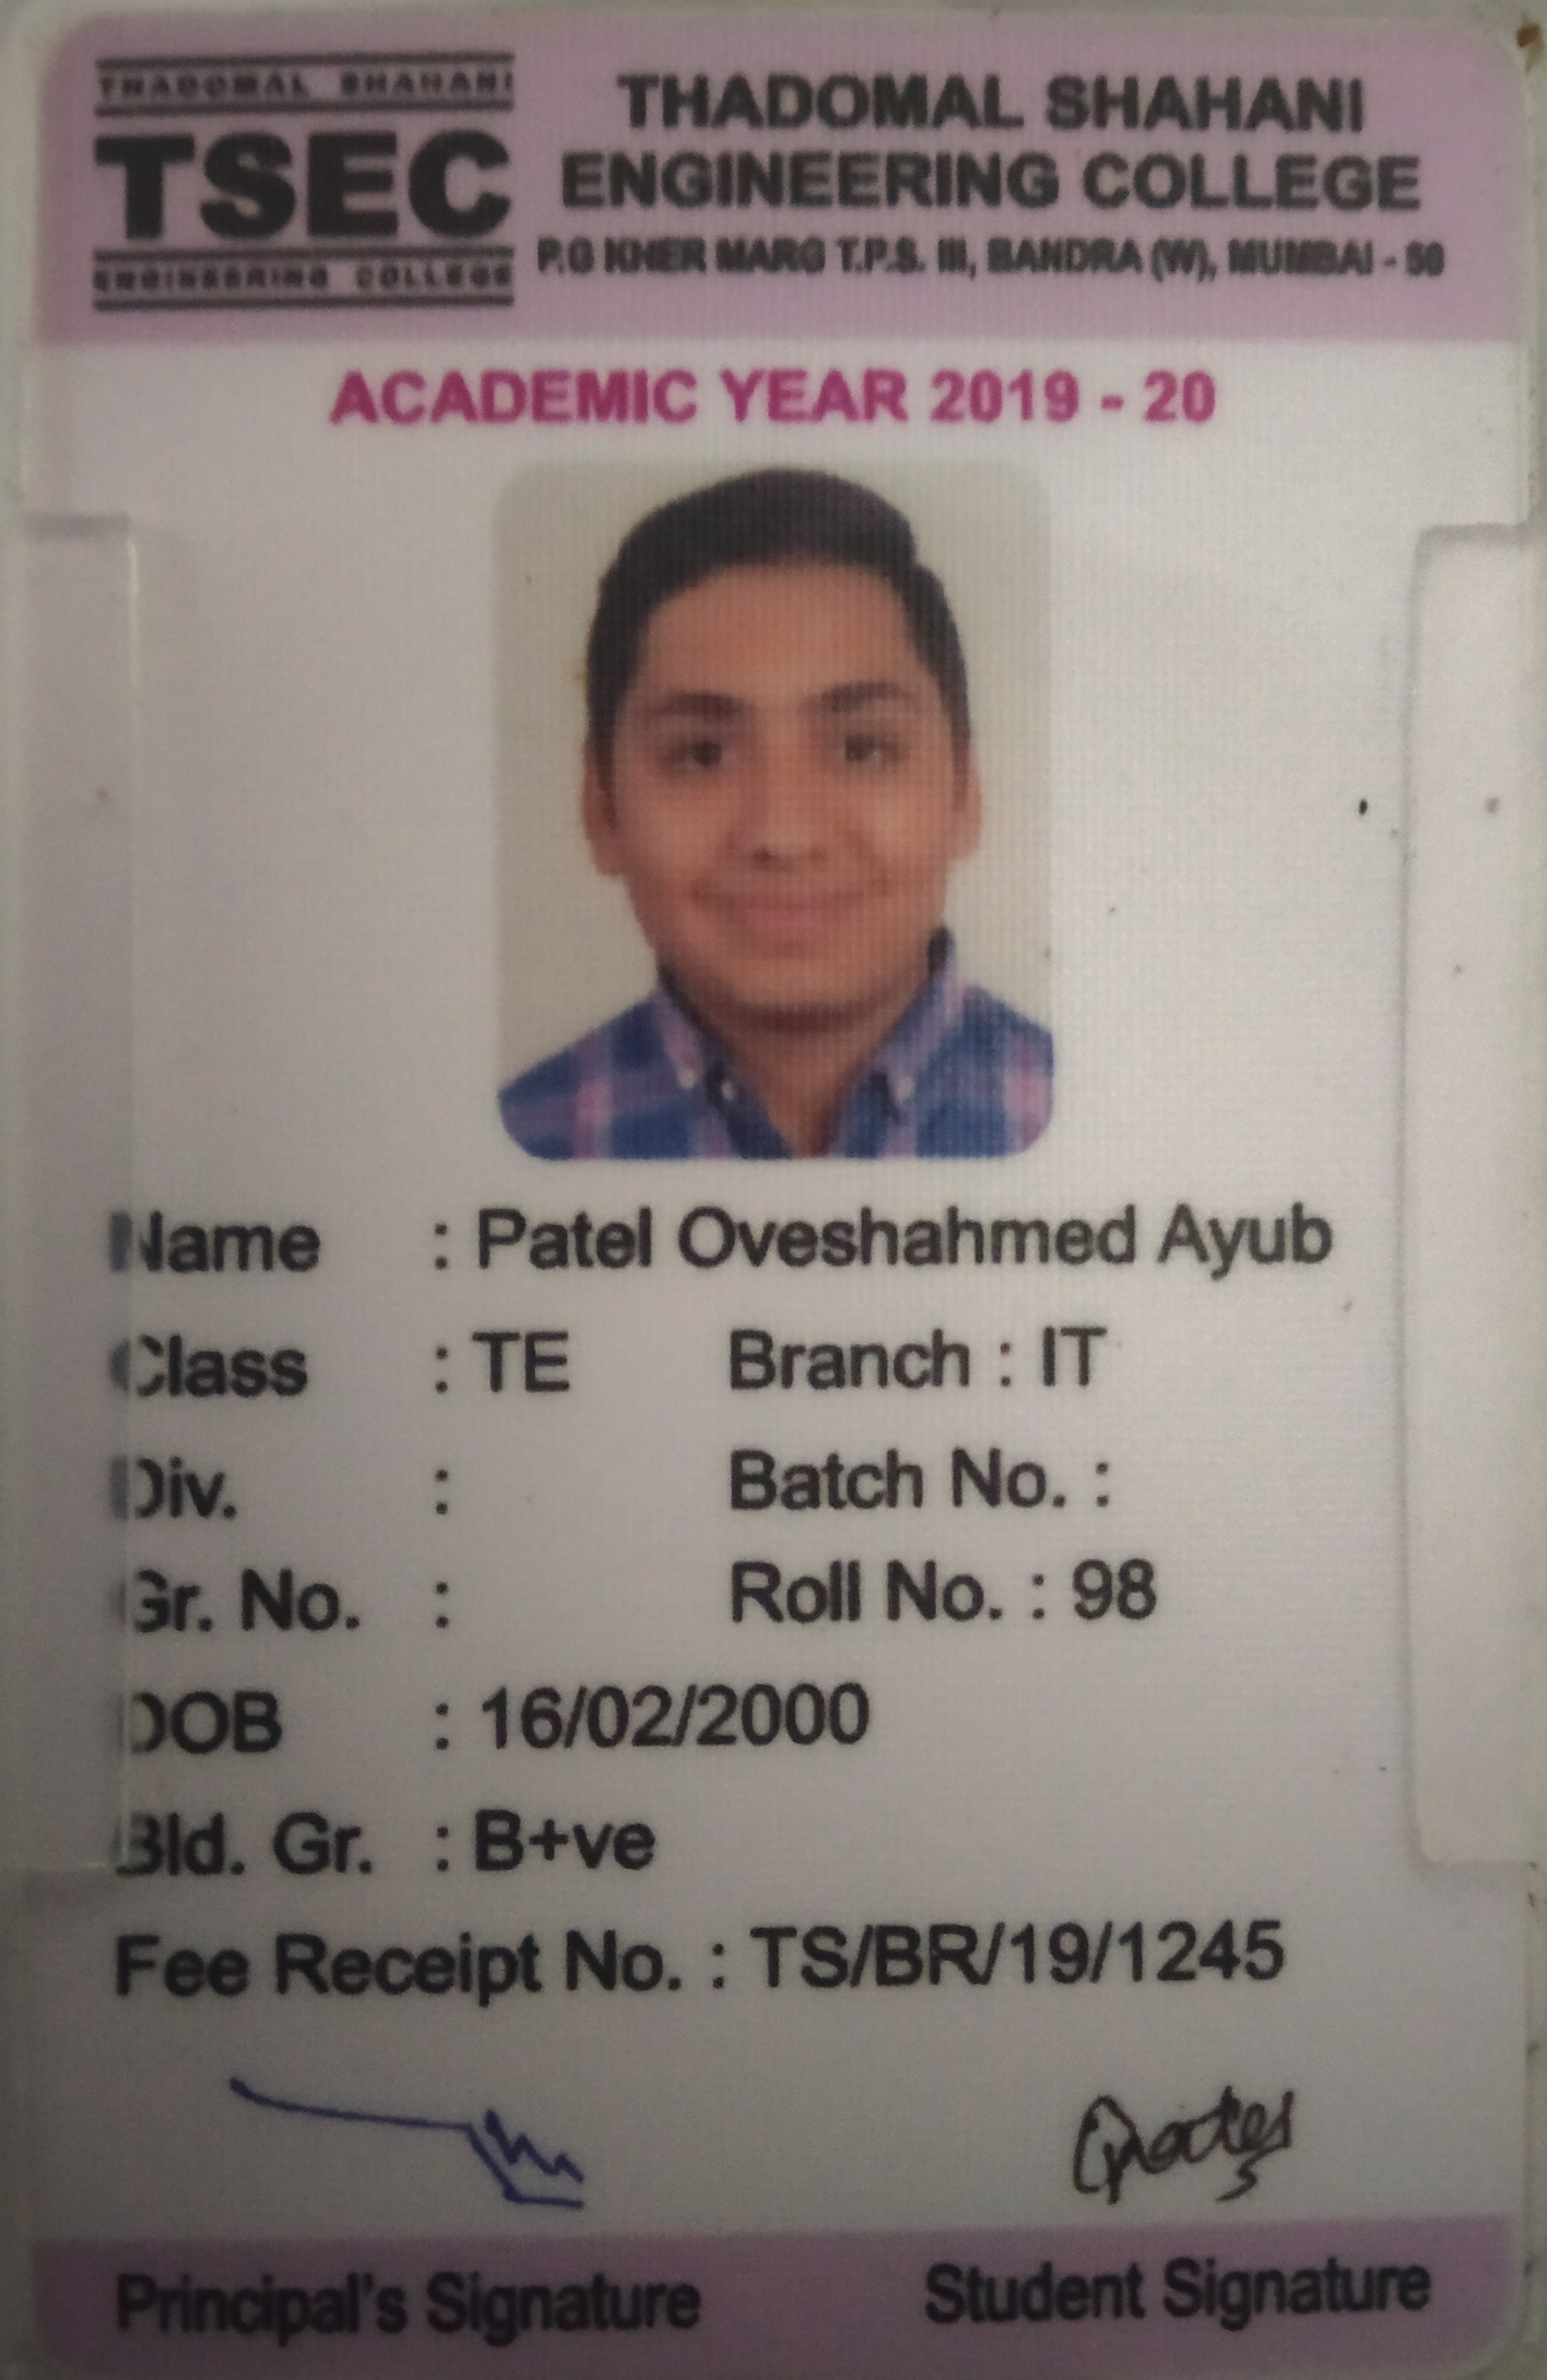 THADOMAL SHAHANI
TSEC
ENGINEERING COLLEGE
THADOMAL SHAHANI
ENGINEERING COLLEGE
P.G KHER MARG T.P.S. III, BANDRA (W), MUMBAI - 50
ACADEMIC YEAR 2019 - 20
Name : Patel Oveshahmed Ayub
Class : TE Branch : IT
Div. : Batch No. :
Gr. No. : Roll No. : 98
DOB : 16/02/2000
Bld. Gr. : B+ve
Fee Receipt No. : TS/BR/19/1245
Principal's Signature Student Signature